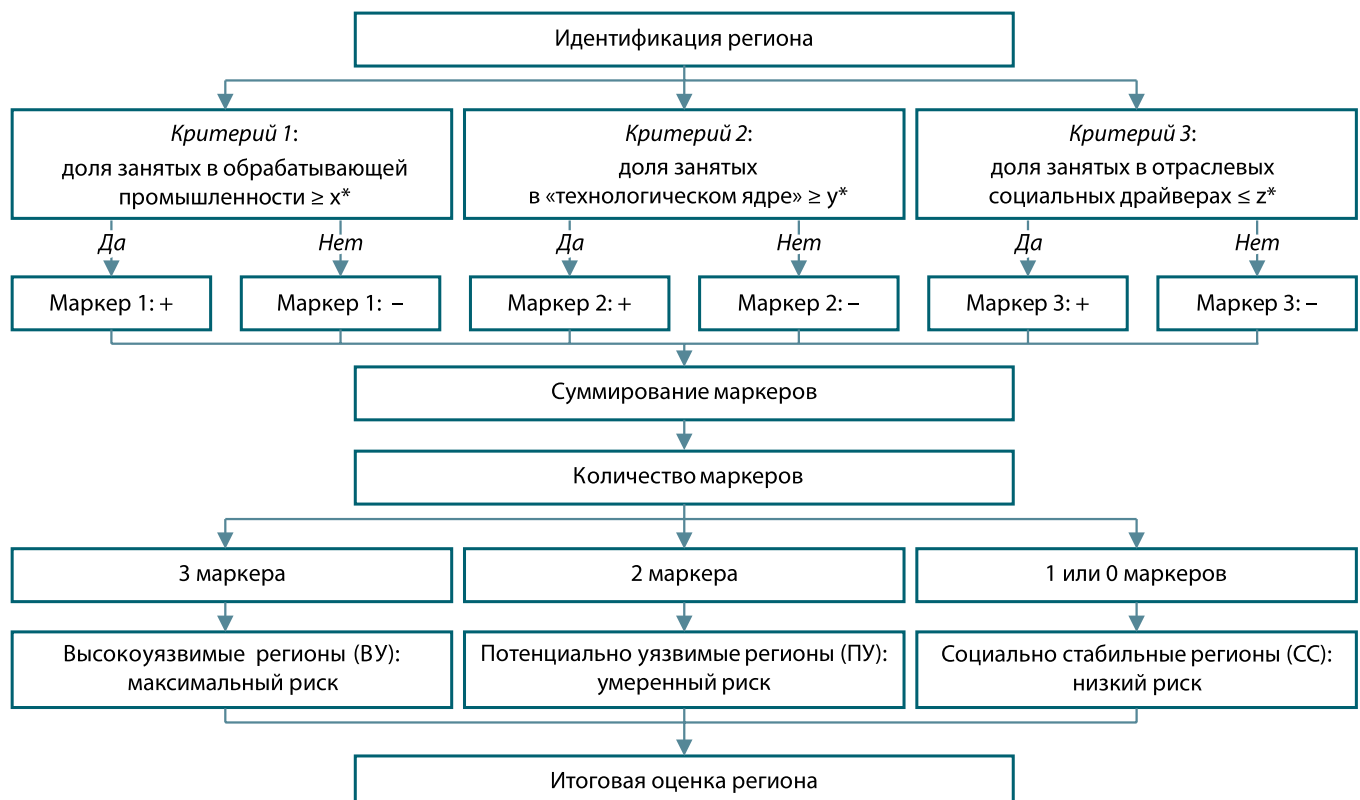 Идентификация региона
Критерий 1:
доля занятых в обрабатывающей
промышленности ≥ x*
Критерий 2:
доля занятых
в «технологическом ядре» ≥ y*
Критерий 3:
доля занятых в отраслевых
социальных драйверах ≤ z*
Да
Нет
Да
Нет
Да
Нет
Маркер 1: +
Маркер 1: –
Маркер 2: +
Маркер 2: –
Маркер 3: +
Маркер 3: –
Суммирование маркеров
Количество маркеров
3 маркера
2 маркера
1 или 0 маркеров
Высокоуязвимые регионы (ВУ):
максимальный риск
Потенциально уязвимые регионы (ПУ):
умеренный риск
Социально стабильные регионы (СС):
низкий риск
Итоговая оценка региона